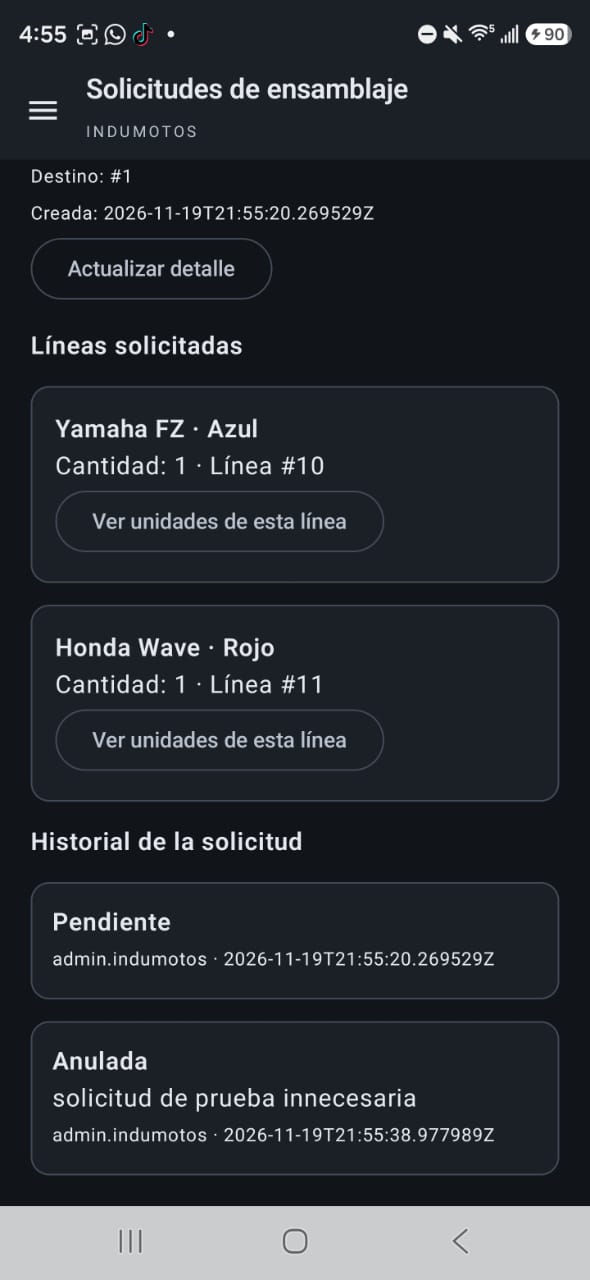 4:55
5
90
Solicitudes de ensamblaje
INDUMOTOS
Destino: #1
Creada: 2026-11-19T21:55:20.269529Z
Actualizar detalle
Líneas solicitadas
Yamaha FZ · Azul
Cantidad: 1 · Línea #10
Ver unidades de esta línea
Honda Wave · Rojo
Cantidad: 1 · Línea #11
Ver unidades de esta línea
Historial de la solicitud
Pendiente
admin.indumotos · 2026-11-19T21:55:20.269529Z
Anulada
solicitud de prueba innecesaria
admin.indumotos · 2026-11-19T21:55:38.977989Z